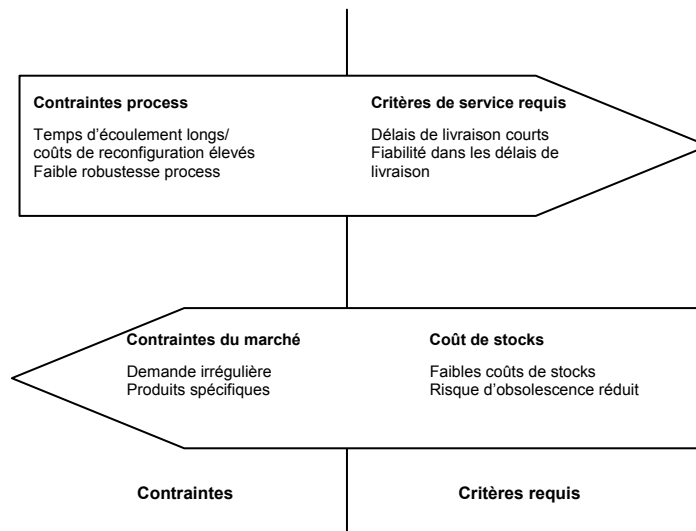 Contraintes process
Temps d'écoulement longs/
coûts de reconfiguration élevés
Faible robustesse process
Critères de service requis
Délais de livraison courts
Fiabilité dans les délais de
livraison
Contraintes du marché
Demande irrégulière
Produits spécifiques
Coût de stocks
Faibles coûts de stocks
Risque d'obsolescence réduit
Contraintes
Critères requis